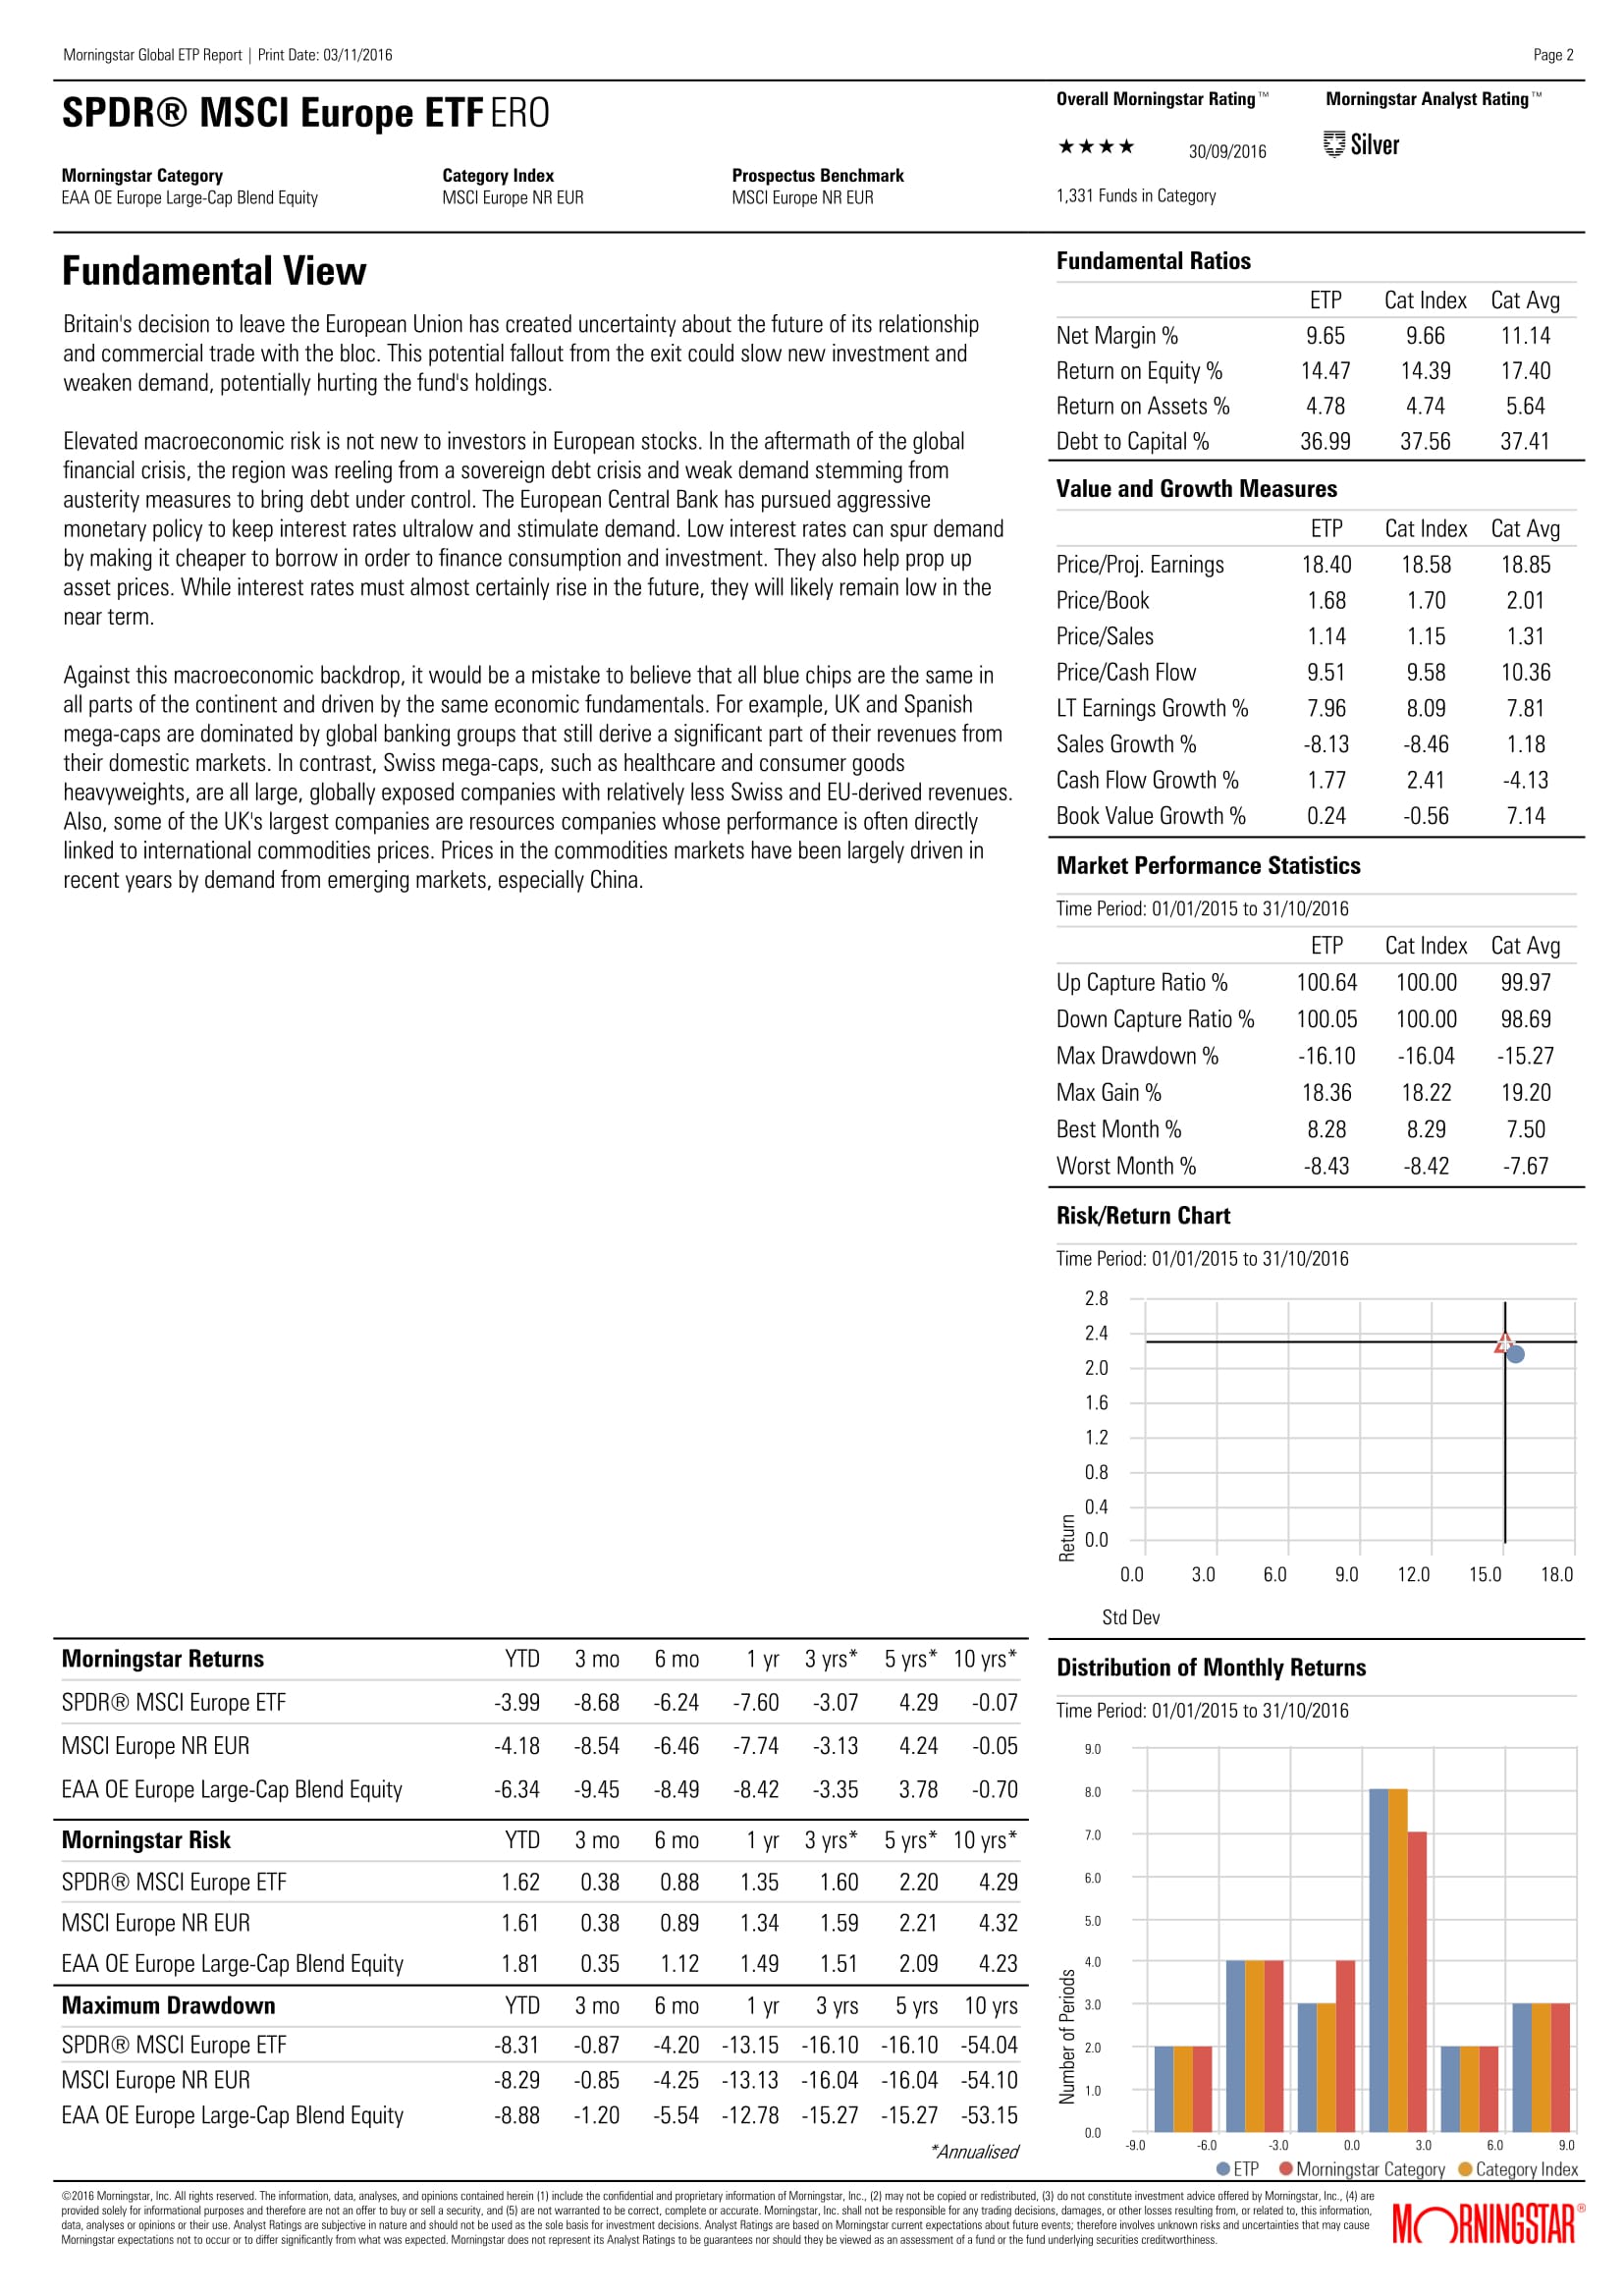 Morningstar Global ETP Report | Print Date: 03/11/2016
Page 2
SPDR® MSCI Europe ETF ERO
Overall Morningstar Rating™
Morningstar Analyst Rating™
★★★★
30/09/2016
Silver
Morningstar Category
Category Index
Prospectus Benchmark
EAA OE Europe Large-Cap Blend Equity
MSCI Europe NR EUR
MSCI Europe NR EUR
1,331 Funds in Category
Fundamental View
Britain's decision to leave the European Union has created uncertainty about the future of its relationship
and commercial trade with the bloc. This potential fallout from the exit could slow new investment and
weaken demand, potentially hurting the fund's holdings.
Elevated macroeconomic risk is not new to investors in European stocks. In the aftermath of the global
financial crisis, the region was reeling from a sovereign debt crisis and weak demand stemming from
austerity measures to bring debt under control. The European Central Bank has pursued aggressive
monetary policy to keep interest rates ultralow and stimulate demand. Low interest rates can spur demand
by making it cheaper to borrow in order to finance consumption and investment. They also help prop up
asset prices. While interest rates must almost certainly rise in the future, they will likely remain low in the
near term.
Against this macroeconomic backdrop, it would be a mistake to believe that all blue chips are the same in
all parts of the continent and driven by the same economic fundamentals. For example, UK and Spanish
mega-caps are dominated by global banking groups that still derive a significant part of their revenues from
their domestic markets. In contrast, Swiss mega-caps, such as healthcare and consumer goods
heavyweights, are all large, globally exposed companies with relatively less Swiss and EU-derived revenues.
Also, some of the UK's largest companies are resources companies whose performance is often directly
linked to international commodities prices. Prices in the commodities markets have been largely driven in
recent years by demand from emerging markets, especially China.
Fundamental Ratios
ETP Cat Index Cat Avg
Net Margin % 9.65 9.66 11.14
Return on Equity % 14.47 14.39 17.40
Return on Assets % 4.78 4.74 5.64
Debt to Capital % 36.99 37.56 37.41
Value and Growth Measures
ETP Cat Index Cat Avg
Price/Proj. Earnings 18.40 18.58 18.85
Price/Book 1.68 1.70 2.01
Price/Sales 1.14 1.15 1.31
Price/Cash Flow 9.51 9.58 10.36
LT Earnings Growth % 7.96 8.09 7.81
Sales Growth % -8.13 -8.46 1.18
Cash Flow Growth % 1.77 2.41 -4.13
Book Value Growth % 0.24 -0.56 7.14
Market Performance Statistics
Time Period: 01/01/2015 to 31/10/2016
ETP Cat Index Cat Avg
Up Capture Ratio % 100.64 100.00 99.97
Down Capture Ratio % 100.05 100.00 98.69
Max Drawdown % -16.10 -16.04 -15.27
Max Gain % 18.36 18.22 19.20
Best Month % 8.28 8.29 7.50
Worst Month % -8.43 -8.42 -7.67
Risk/Return Chart
Time Period: 01/01/2015 to 31/10/2016
2.8
2.4
2.0
1.6
1.2
0.8
0.4
0.0
Return
0.0 3.0 6.0 9.0 12.0 15.0 18.0
Std Dev
Morningstar Returns YTD 3 mo 6 mo 1 yr 3 yrs* 5 yrs* 10 yrs*
SPDR® MSCI Europe ETF -3.99 -8.68 -6.24 -7.60 -3.07 4.29 -0.07
MSCI Europe NR EUR -4.18 -8.54 -6.46 -7.74 -3.13 4.24 -0.05
EAA OE Europe Large-Cap Blend Equity -6.34 -9.45 -8.49 -8.42 -3.35 3.78 -0.70
Morningstar Risk YTD 3 mo 6 mo 1 yr 3 yrs* 5 yrs* 10 yrs*
SPDR® MSCI Europe ETF 1.62 0.38 0.88 1.35 1.60 2.20 4.29
MSCI Europe NR EUR 1.61 0.38 0.89 1.34 1.59 2.21 4.32
EAA OE Europe Large-Cap Blend Equity 1.81 0.35 1.12 1.49 1.51 2.09 4.23
Maximum Drawdown YTD 3 mo 6 mo 1 yr 3 yrs 5 yrs 10 yrs
SPDR® MSCI Europe ETF -8.31 -0.87 -4.20 -13.15 -16.10 -16.10 -54.04
MSCI Europe NR EUR -8.29 -0.85 -4.25 -13.13 -16.04 -16.04 -54.10
EAA OE Europe Large-Cap Blend Equity -8.88 -1.20 -5.54 -12.78 -15.27 -15.27 -53.15
*Annualised
Distribution of Monthly Returns
Time Period: 01/01/2015 to 31/10/2016
9.0
8.0
7.0
6.0
5.0
4.0
3.0
2.0
1.0
0.0
Number of Periods
-9.0 -6.0 -3.0 0.0 3.0 6.0 9.0
ETP Morningstar Category Category Index
©2016 Morningstar, Inc. All rights reserved. The information, data, analyses, and opinions contained herein (1) include the confidential and proprietary information of Morningstar, Inc., (2) may not be copied or redistributed, (3) do not constitute investment advice offered by Morningstar, Inc., (4) are
provided solely for informational purposes and therefore are not an offer to buy or sell a security, and (5) are not warranted to be correct, complete or accurate. Morningstar, Inc. shall not be responsible for any trading decisions, damages, or other losses resulting from, or related to, this information,
data, analyses or opinions or their use. Analyst Ratings are subjective in nature and should not be used as the sole basis for investment decisions. Analyst Ratings are based on Morningstar current expectations about future events; therefore involves unknown risks and uncertainties that may cause
Morningstar expectations not to occur or to differ significantly from what was expected. Morningstar does not represent its Analyst Ratings to be guarantees nor should they be viewed as an assessment of a fund or the fund underlying securities creditworthiness.
MORNINGSTAR®